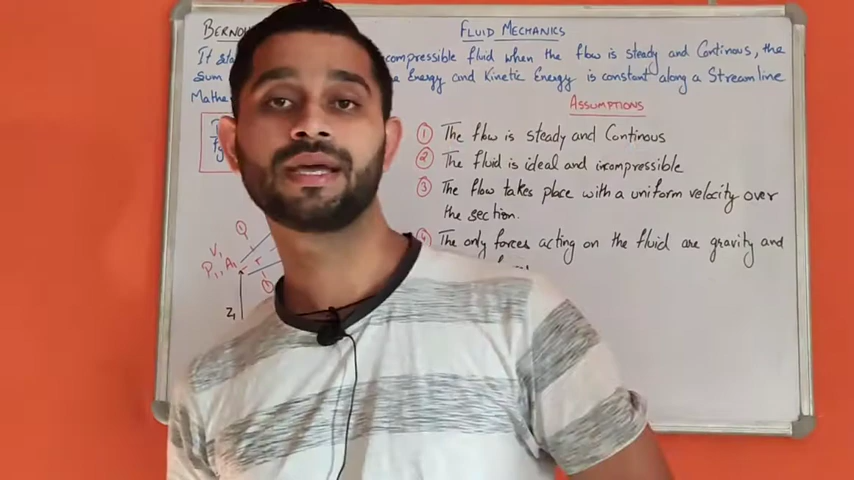 FLUID MECHANICS
It compressible fluid when the flow is steady and Continous, the
sum Energy and Kinetic Energy is constant along a Streamline
ASSUMPTIONS
① The flow is steady and Continous
② The fluid is ideal and incompressible
③ The flow takes place with a uniform velocity over
the section.
④ The only forces acting on the fluid are gravity and
①
V₁
P₁, A₁
①
Z₁